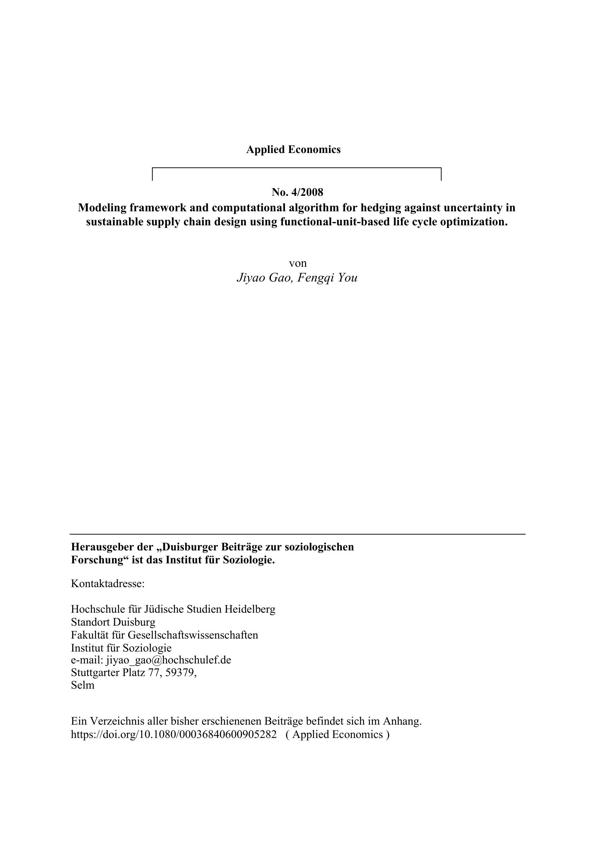 Applied Economics
No. 4/2008
Modeling framework and computational algorithm for hedging against uncertainty in
sustainable supply chain design using functional-unit-based life cycle optimization.
von
Jiyao Gao, Fengqi You
Herausgeber der „Duisburger Beiträge zur soziologischen
Forschung“ ist das Institut für Soziologie.
Kontaktadresse:
Hochschule für Jüdische Studien Heidelberg
Standort Duisburg
Fakultät für Gesellschaftswissenschaften
Institut für Soziologie
e-mail: jiyao_gao@hochschulef.de
Stuttgarter Platz 77, 59379,
Selm
Ein Verzeichnis aller bisher erschienenen Beiträge befindet sich im Anhang.
https://doi.org/10.1080/00036840600905282 ( Applied Economics )